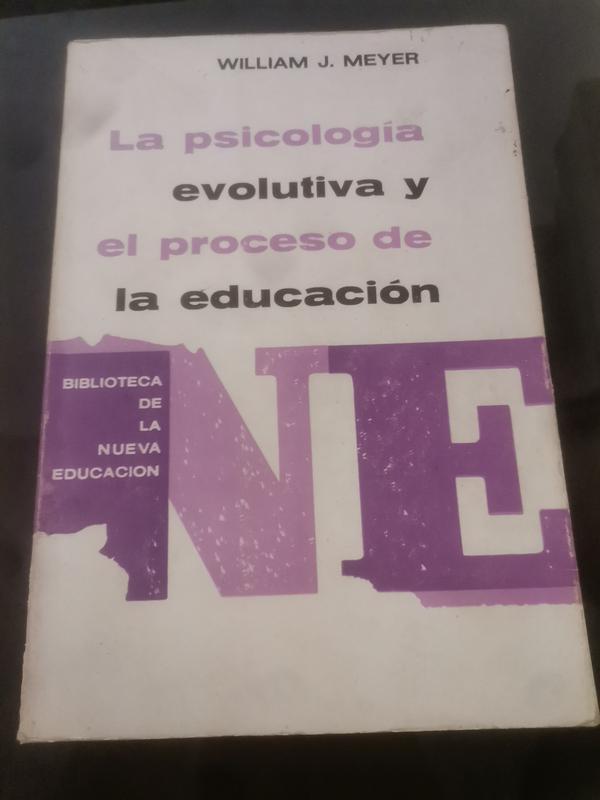 WILLIAM J. MEYER
La psicología
evolutiva y
el proceso de
la educación
BIBLIOTECA
DE
LA
NUEVA
EDUCACION
NE